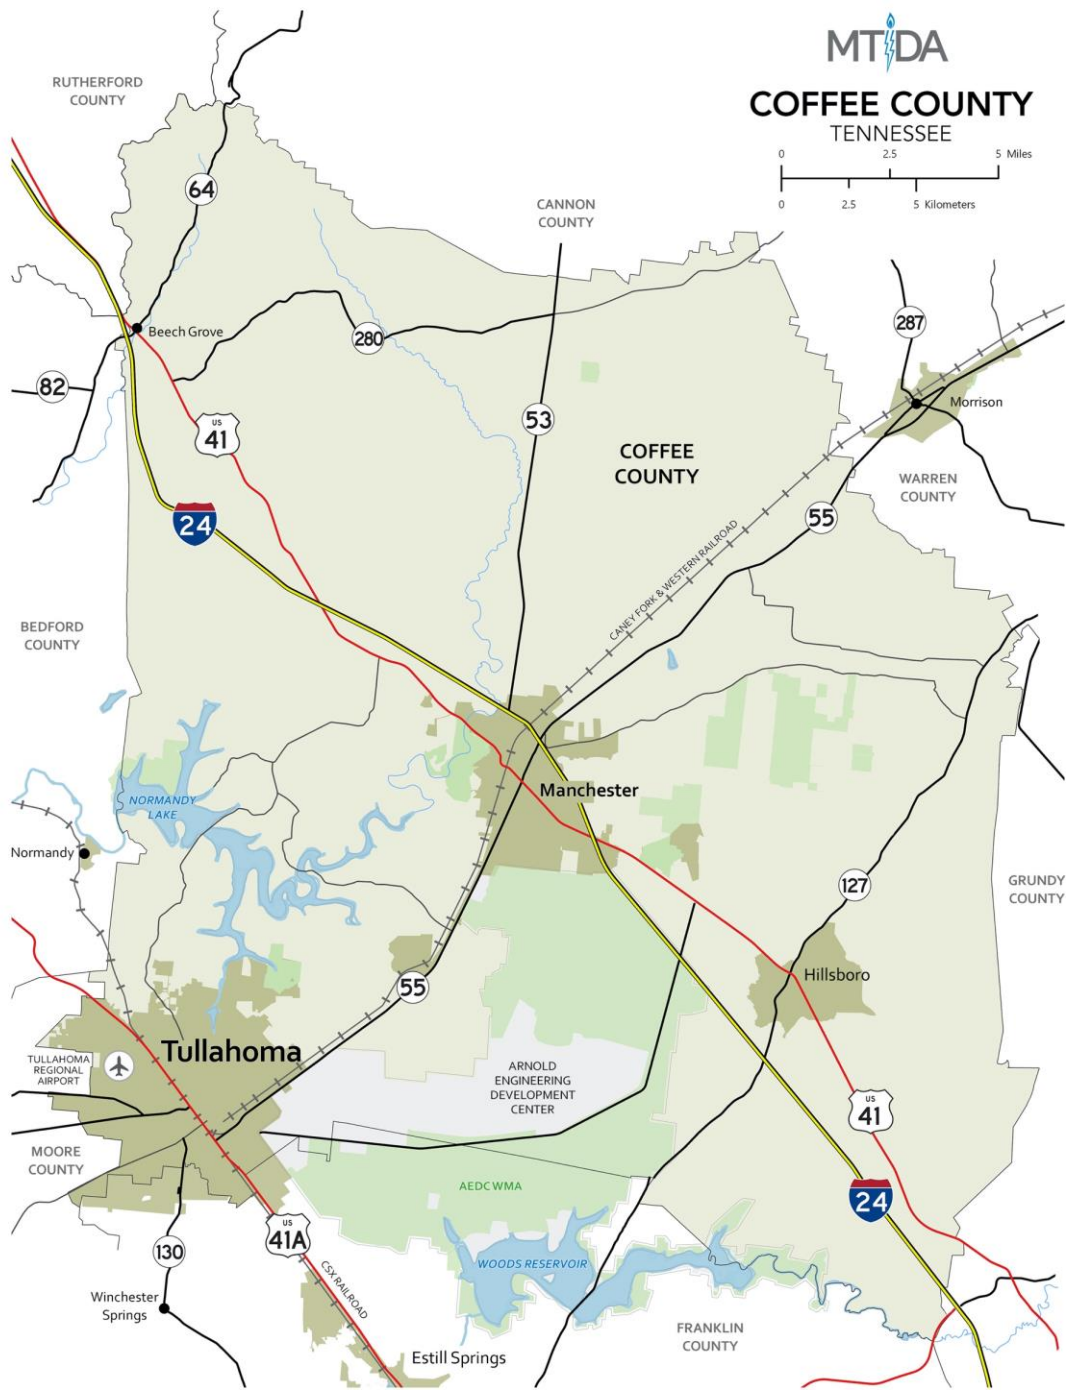 MTIDA
COFFEE COUNTY
TENNESSEE
0 2.5 5 Miles
0 2.5 5 Kilometers
RUTHERFORD
COUNTY
64
CANNON
COUNTY
Beech Grove
280
287
82
US
41
53
Morrison
COFFEE
COUNTY
WARREN
COUNTY
24
55
CANEY FORK & WESTERN RAILROAD
BEDFORD
COUNTY
NORMANDY
LAKE
Manchester
Normandy
127
GRUNDY
COUNTY
Hillsboro
55
Tullahoma
TULLAHOMA
REGIONAL
AIRPORT
ARNOLD
ENGINEERING
DEVELOPMENT
CENTER
US
41
MOORE
COUNTY
AEDC WMA
24
US
41A
130
WOODS RESERVOIR
CSX RAILROAD
Winchester
Springs
FRANKLIN
COUNTY
Estill Springs